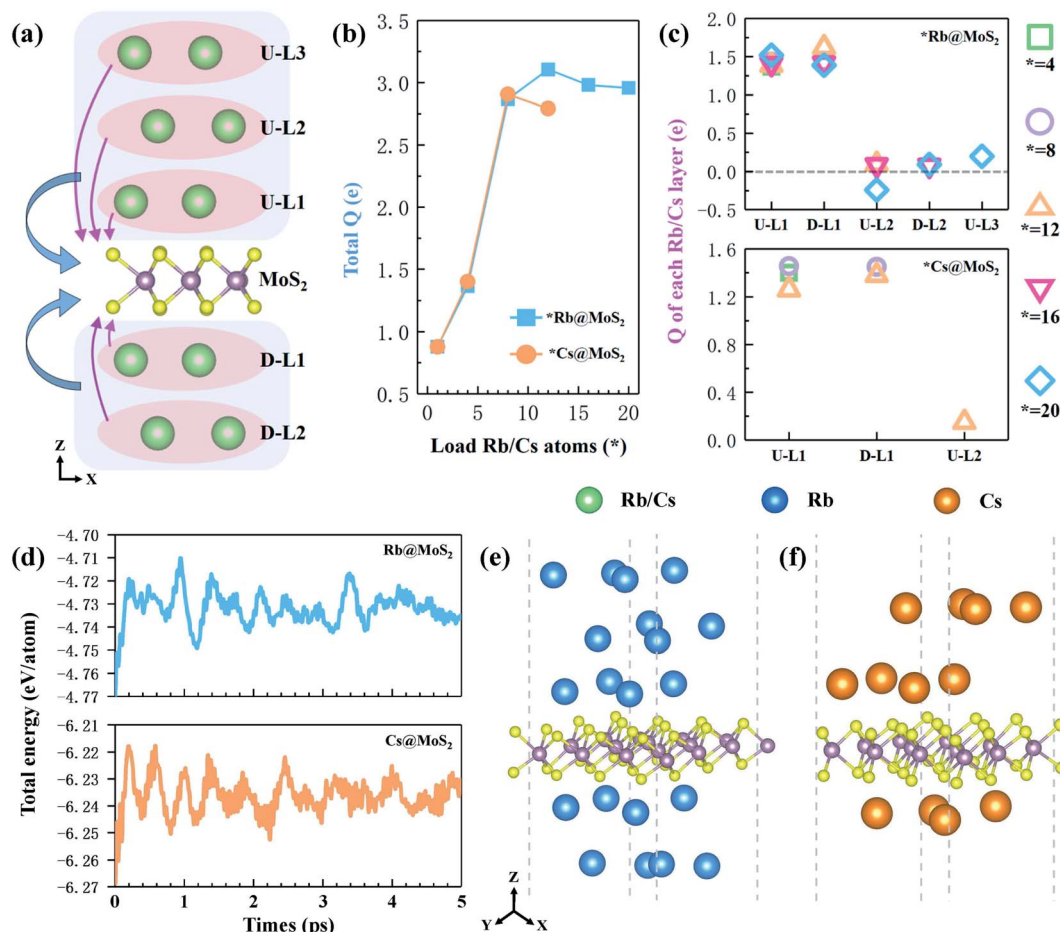 (a)
U-L3
U-L2
U-L1
MoS2
D-L1
D-L2
Z
X
(b)
Total Q (e)
3.5
3.0
2.5
2.0
1.5
1.0
0.5
*Rb@MoS2
*Cs@MoS2
0 5 10 15 20
Load Rb/Cs atoms (*)
(c)
Q of each Rb/Cs layer (e)
*Rb@MoS2
2.0
1.5
1.0
0.5
0.0
-0.5
U-L1 D-L1 U-L2 D-L2 U-L3
*Cs@MoS2
1.6
1.2
0.8
0.4
0.0
U-L1 D-L1 U-L2
*=4
*=8
*=12
*=16
*=20
Rb/Cs Rb Cs
(d)
Total energy (eV/atom)
Rb@MoS2
-4.70
-4.71
-4.72
-4.73
-4.74
-4.75
-4.76
-4.77
Cs@MoS2
-6.21
-6.22
-6.23
-6.24
-6.25
-6.26
-6.27
0 1 2 3 4 5
Times (ps)
(e)
Z
Y X
(f)